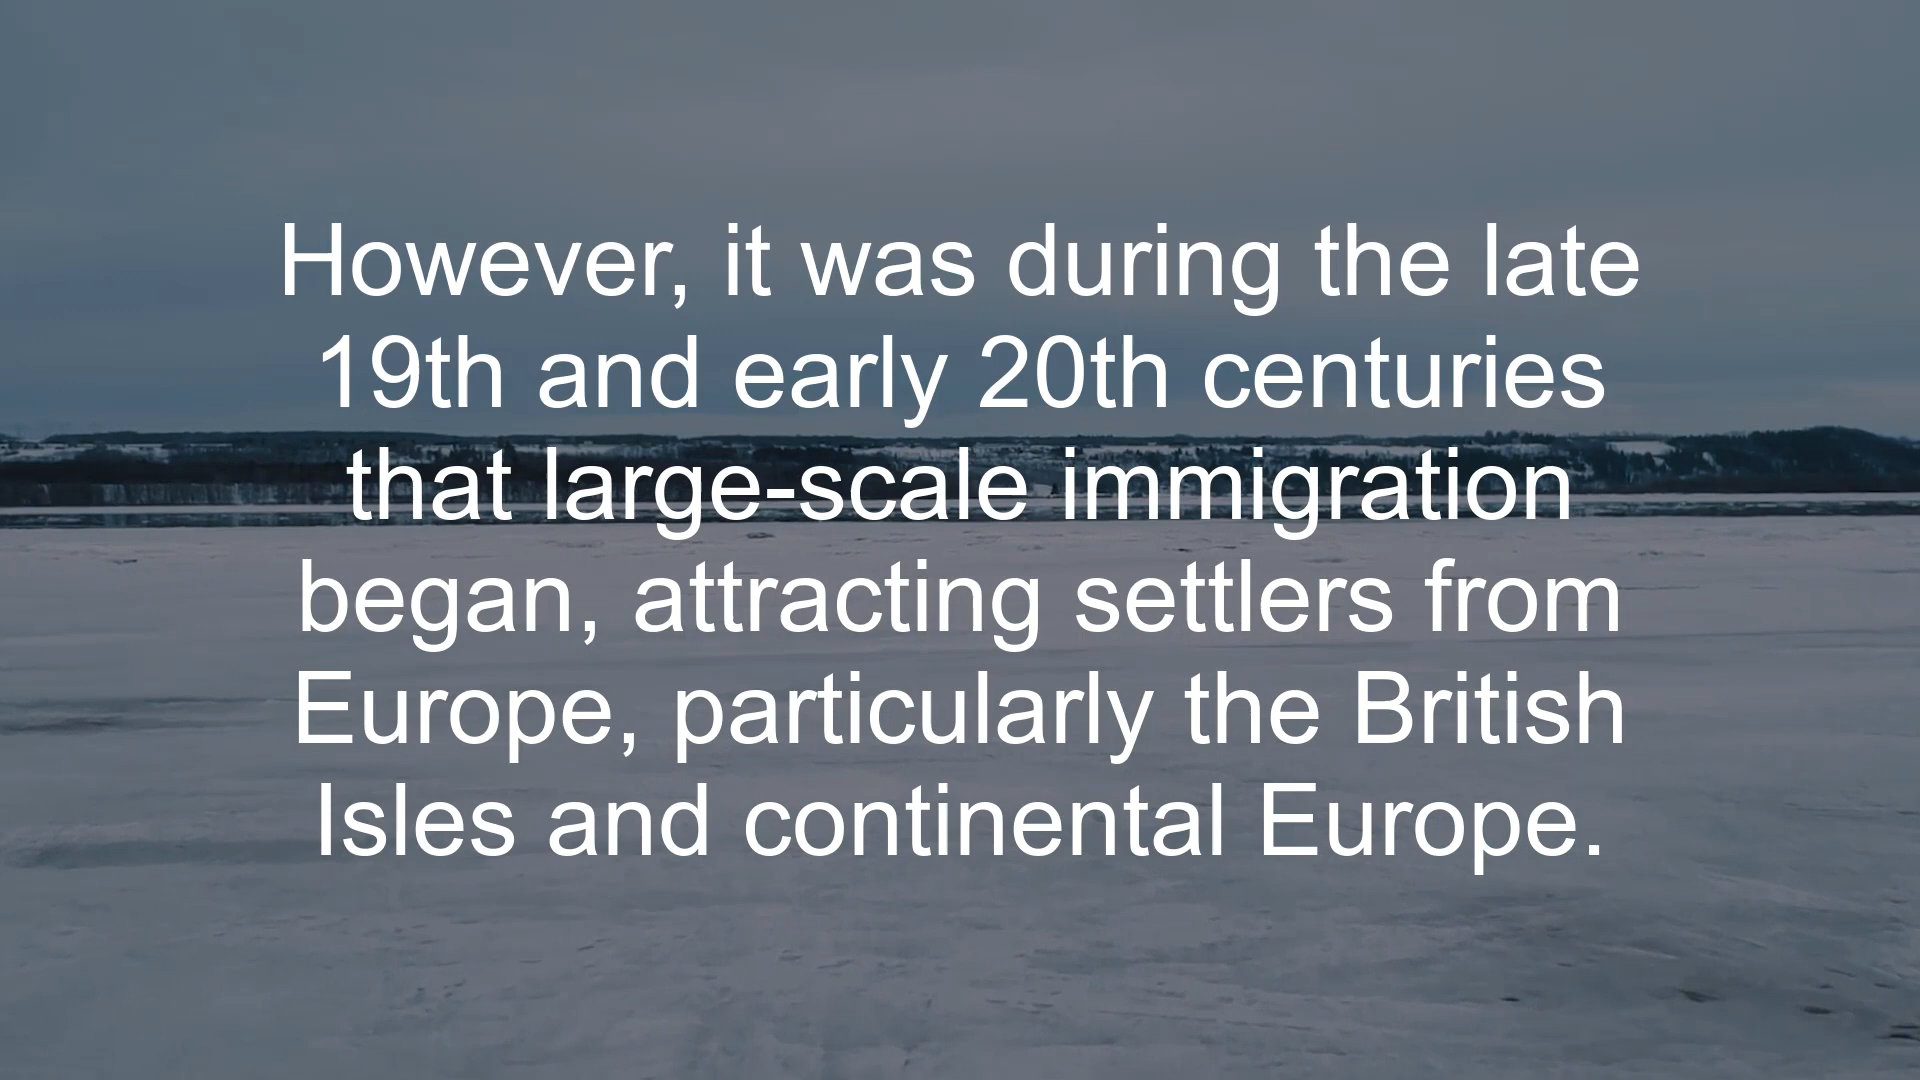 However, it was during the late
19th and early 20th centuries
that large-scale immigration
began, attracting settlers from
Europe, particularly the British
Isles and continental Europe.